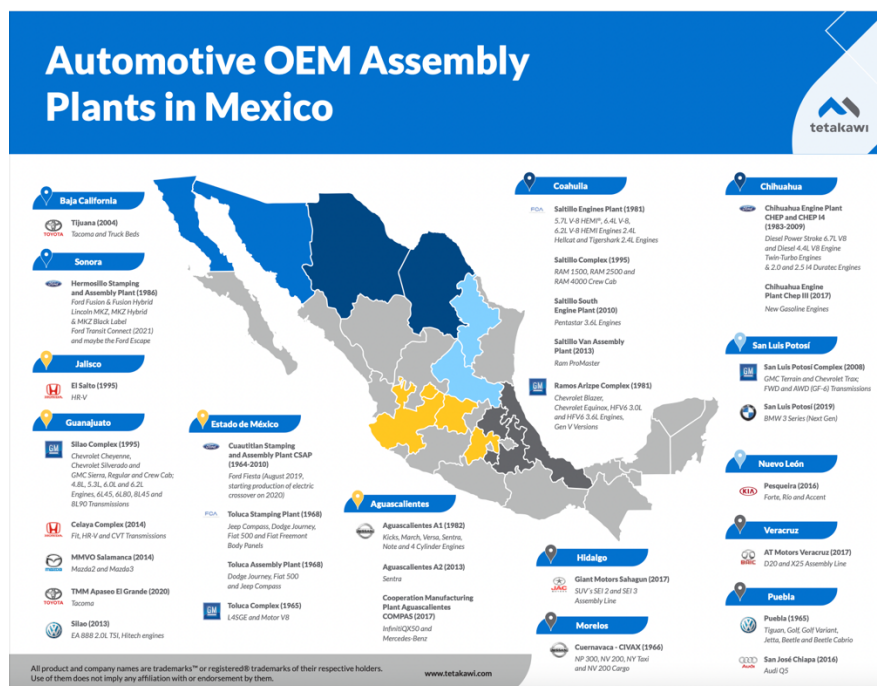 Automotive OEM Assembly
Plants in Mexico
tetakawi
Baja California
TOYOTA
Tijuana (2004)
Tacoma and Truck Beds
Sonora
Ford
Hermosillo Stamping
and Assembly Plant (1986)
Ford Fusion & Fusion Hybrid
Lincoln MKZ, MKZ Hybrid
& MKZ Black Label
Ford Transit Connect (2021)
and maybe the Ford Escape
Jalisco
HONDA
El Salto (1995)
HR-V
Guanajuato
GM
Silao Complex (1995)
Chevrolet Cheyenne,
Chevrolet Silverado and
GMC Sierra, Regular and Crew Cab;
4.8L, 5.3L, 6.0L and 6.2L
Engines, 6L45, 6L80, 8L45 and
8L90 Transmissions
HONDA
Celaya Complex (2014)
Fit, HR-V and CVT Transmissions
MMVO Salamanca (2014)
Mazda2 and Mazda3
TOYOTA
TMM Apaseo El Grande (2020)
Tacoma
Silao (2013)
EA 888 2.0L TSI, Hitech engines
Estado de México
Ford
Cuautitlan Stamping
and Assembly Plant CSAP
(1964-2010)
Ford Fiesta (August 2019,
starting production of electric
crossover on 2020)
FCA
Toluca Stamping Plant (1968)
Jeep Compass, Dodge Journey,
Fiat 500 and Fiat Freemont
Body Panels
Toluca Assembly Plant (1968)
Dodge Journey, Fiat 500
and Jeep Compass
GM
Toluca Complex (1965)
L4SGE and Motor V8
Aguascalientes
NISSAN
Aguascalientes A1 (1982)
Kicks, March, Versa, Sentra,
Note and 4 Cylinder Engines
Aguascalientes A2 (2013)
Sentra
Cooperation Manufacturing
Plant Aguascalientes
COMPAS (2017)
InfinitiQX50 and
Mercedes-Benz
Coahuila
FCA
Saltillo Engines Plant (1981)
5.7L V-8 HEMI®, 6.4L V-8,
6.2L V-8 HEMI Engines 2.4L
Hellcat and Tigershark 2.4L Engines
Saltillo Complex (1995)
RAM 1500, RAM 2500 and
RAM 4000 Crew Cab
Saltillo South
Engine Plant (2010)
Pentastar 3.6L Engines
Saltillo Van Assembly
Plant (2013)
Ram ProMaster
GM
Ramos Arizpe Complex (1981)
Chevrolet Blazer,
Chevrolet Equinox, HFV6 3.0L
and HFV6 3.6L Engines,
Gen V Versions
Hidalgo
JAC
Giant Motors Sahagun (2017)
SUV's SEI 2 and SEI 3
Assembly Line
Morelos
NISSAN
Cuernavaca - CIVAX (1966)
NP 300, NV 200, NY Taxi
and NV 200 Cargo
Chihuahua
Ford
Chihuahua Engine Plant
CHEP and CHEP I4
(1983-2009)
Diesel Power Stroke 6.7L V8
and Diesel 4.4L V8 Engine
Twin-Turbo Engines
& 2.0 and 2.5 I4 Duratec Engines
Chihuahua Engine
Plant Chep III (2017)
New Gasoline Engines
San Luis Potosí
GM
San Luis Potosí Complex (2008)
GMC Terrain and Chevrolet Trax;
FWD and AWD (GF-6) Transmissions
San Luis Potosí (2019)
BMW 3 Series (Next Gen)
Nuevo León
KIA
Pesqueira (2016)
Forte, Rio and Accent
Veracruz
BAIC
AT Motors Veracruz (2017)
D20 and X25 Assembly Line
Puebla
Puebla (1965)
Tiguan, Golf, Golf Variant,
Jetta, Beetle and Beetle Cabrio
Audi
San José Chiapa (2016)
Audi Q5
All product and company names are trademarks™ or registered® trademarks of their respective holders.
Use of them does not imply any affiliation with or endorsement by them.
www.tetakawi.com